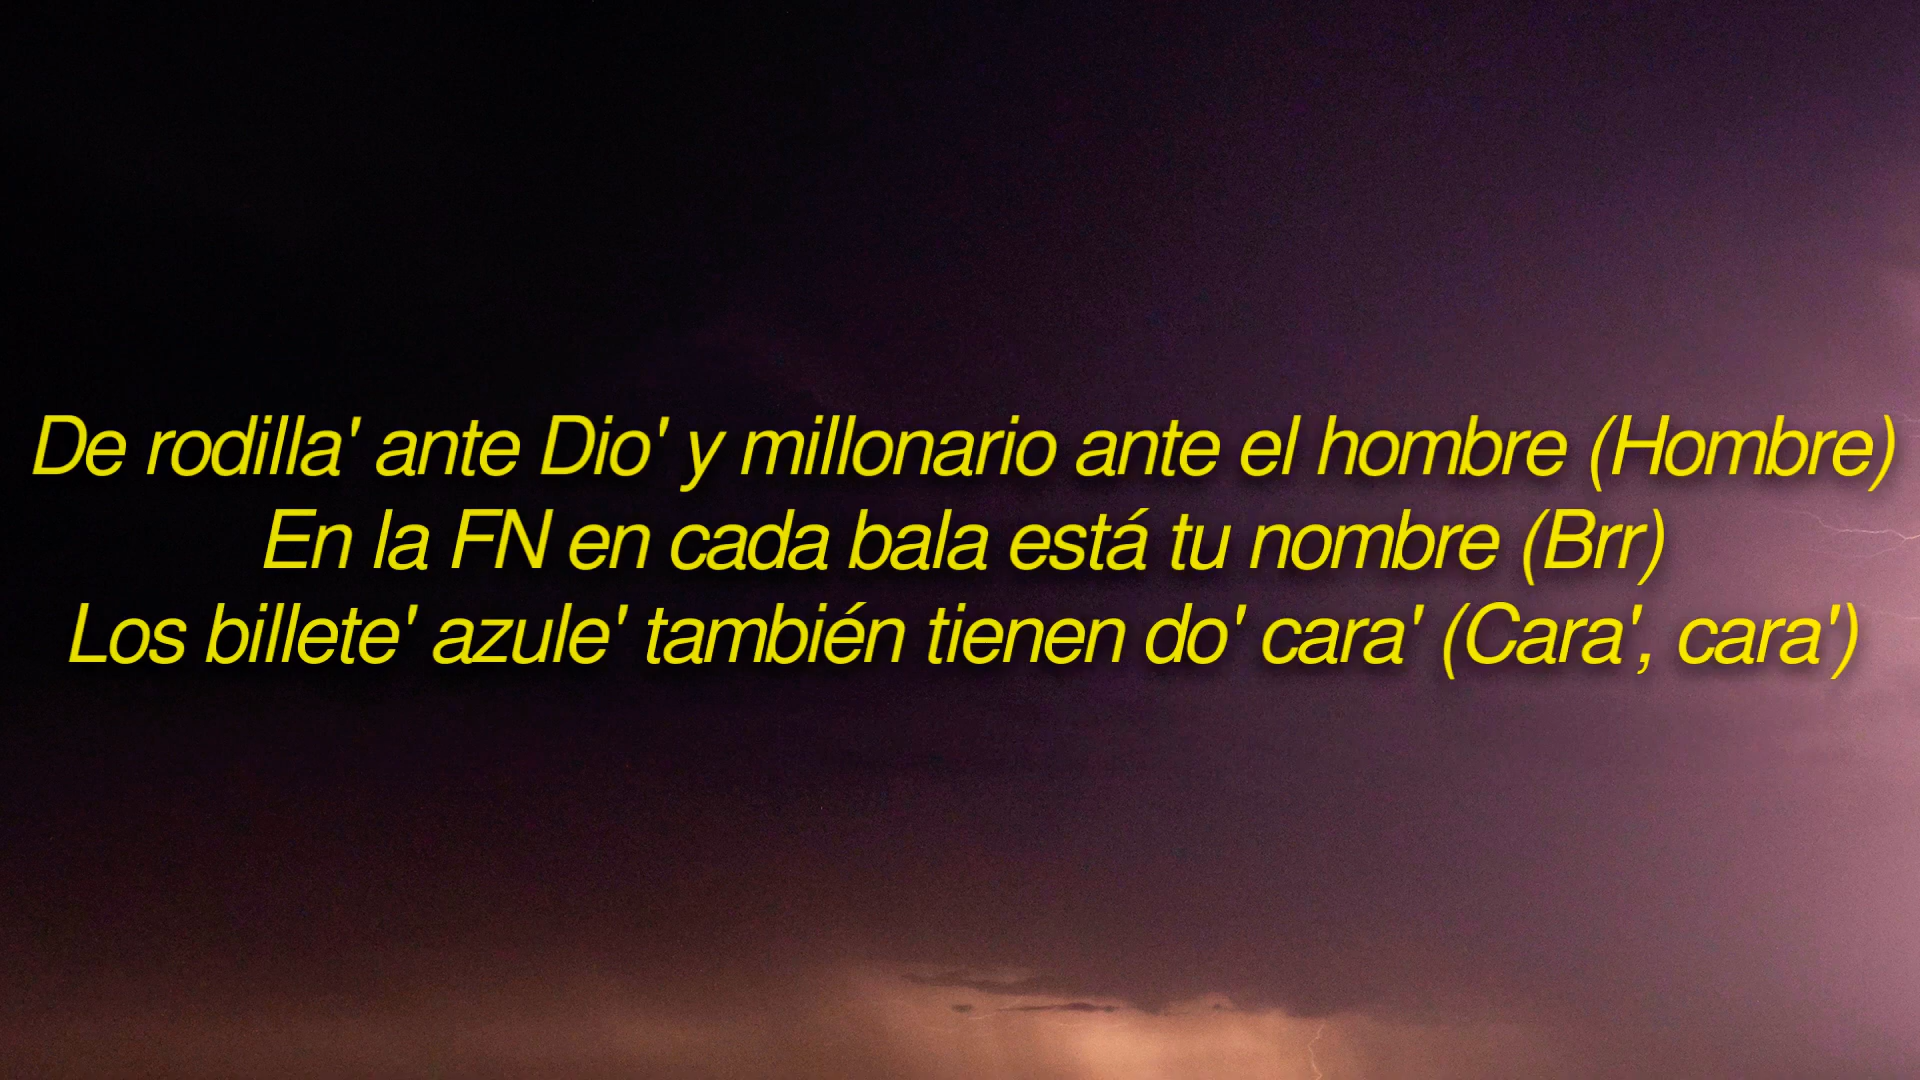 De rodilla' ante Dio' y millonario ante el hombre (Hombre)
En la FN en cada bala está tu nombre (Brr)
Los billete' azule' también tienen do' cara' (Cara', cara')